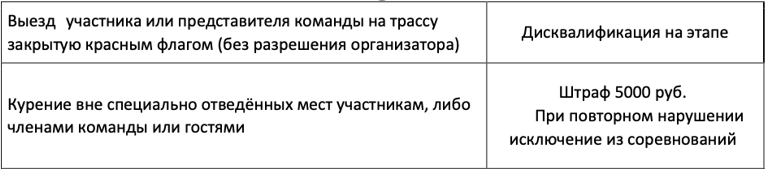 Выезд участника или представителя команды на трассу
закрытую красным флагом (без разрешения организатора)
Дисквалификация на этапе
Курение вне специально отведённых мест участникам, либо
членами команды или гостями
Штраф 5000 руб.
При повторном нарушении
исключение из соревнований